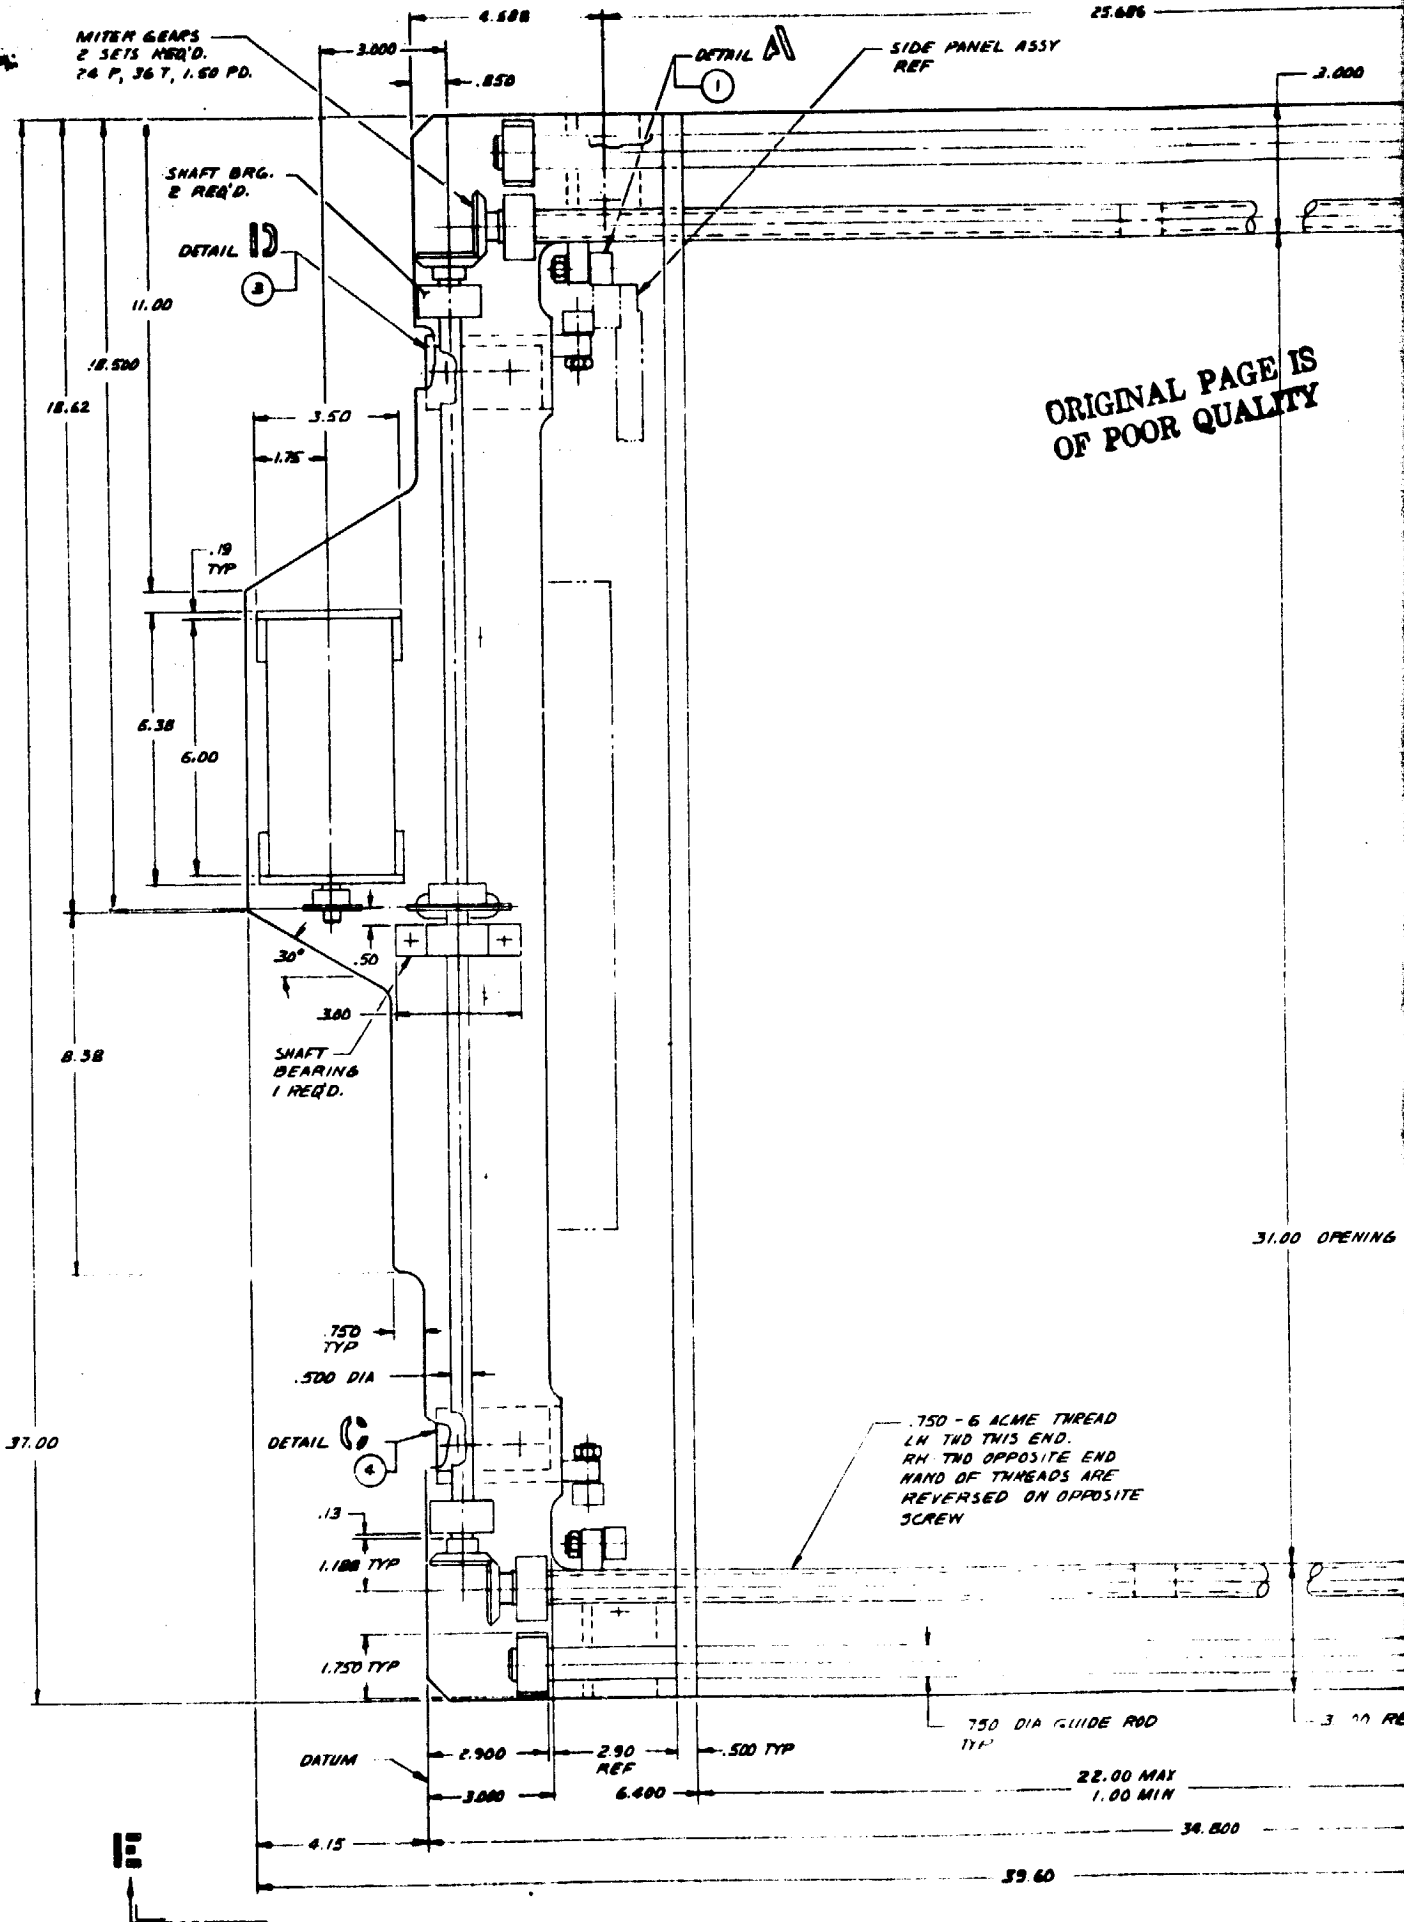 4.688
25.686
MITER GEARS
2 SETS REQ'D.
24 P, 36 T, 1.50 PD.
3.000
.850
DETAIL A
1
SIDE PANEL ASSY
REF
3.000
SHAFT BRG.
2 REQ'D.
DETAIL D
3
11.00
18.500
18.62
3.50
1.75
ORIGINAL PAGE IS
OF POOR QUALITY
.19
TYP
6.38
6.00
30°
.50
3.00
SHAFT
BEARING
1 REQ'D.
8.38
31.00 OPENING
.750
TYP
.500 DIA
37.00
DETAIL C
4
.750 - 6 ACME THREAD
LH THD THIS END.
RH THD OPPOSITE END
HAND OF THREADS ARE
REVERSED ON OPPOSITE
SCREW
.13
1.188 TYP
1.750 TYP
.750 DIA GUIDE ROD
TYP
DATUM
2.900
2.90
REF
.500 TYP
3.000
6.400
22.00 MAX
1.00 MIN
4.15
34.800
39.60
E